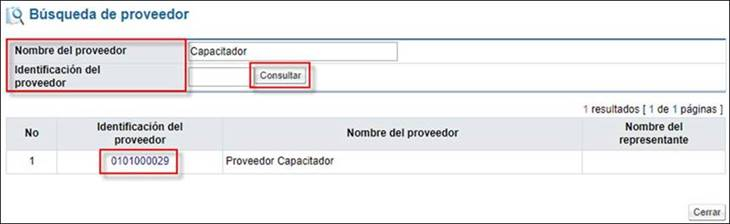 Búsqueda de proveedor
Nombre del proveedor Capacitador
Identificación del proveedor Consultar
1 resultados [ 1 de 1 páginas ]
No Identificación del proveedor Nombre del proveedor Nombre del representante
1 0101000029 Proveedor Capacitador
Cerrar